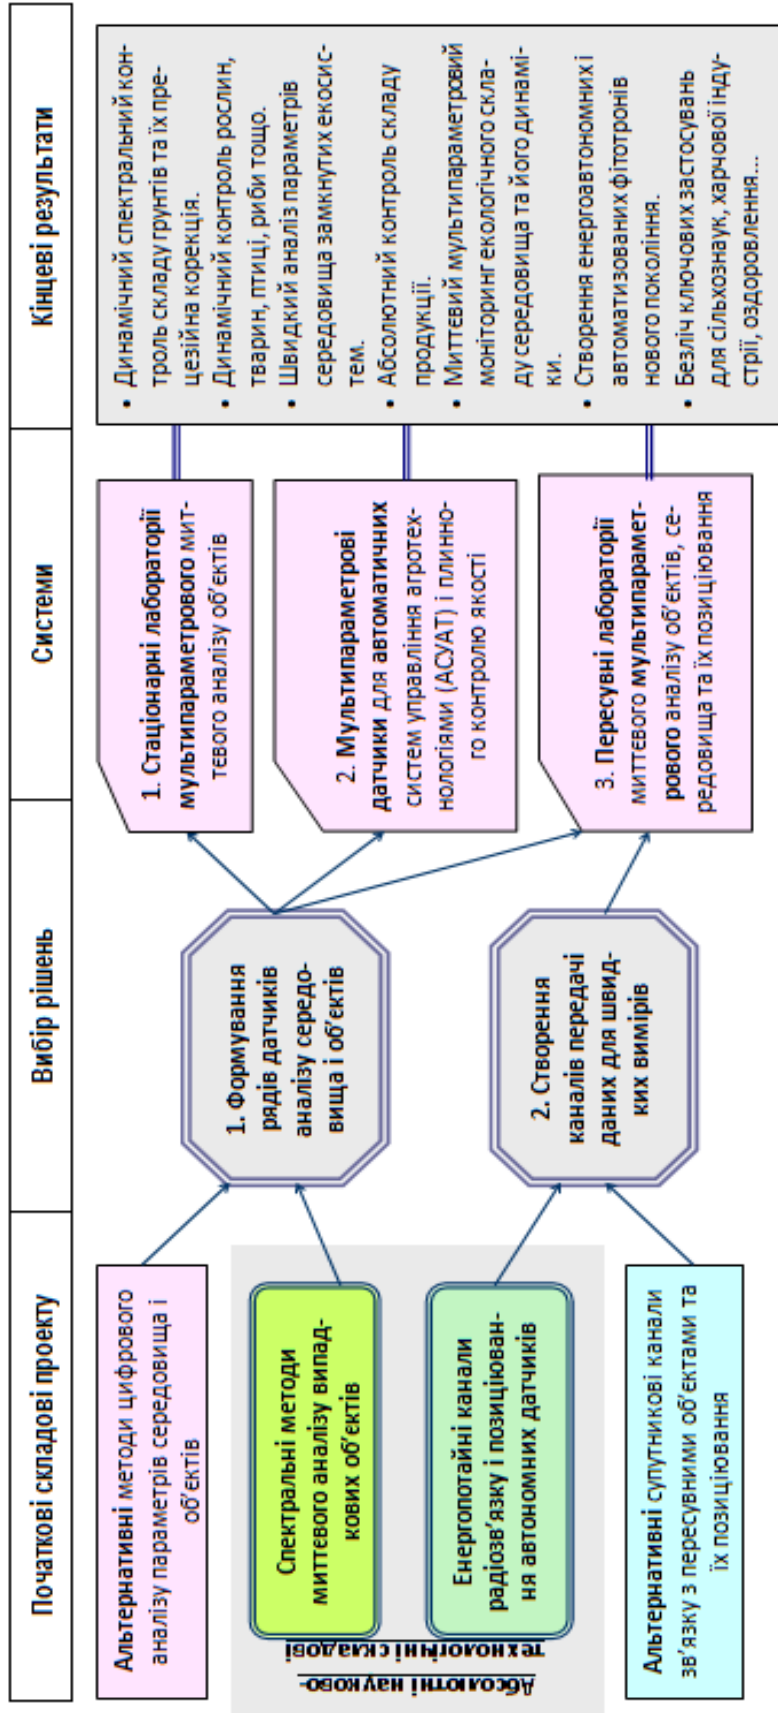 Початкові складові проекту
Вибір рішень
Системи
Кінцеві результати
Альтернативні методи цифрового
аналізу параметрів середовища і
об’єктів
Абсолютні науково-
технологічні складові
Спектральні методи
миттєвого аналізу випад-
кових об’єктів
Енергопотайні канали
радіозв’язку і позиціюван-
ня автономних датчиків
Альтернативні супутникові канали
зв’язку з пересувними об’єктами та
їх позиціювання
1. Формування
рядів датчиків
аналізу середо-
вища і об’єктів
2. Створення
каналів передачі
даних для швид-
ких вимірів
1. Стаціонарні лабораторії
мультипараметрового мит-
тєвого аналізу об’єктів
2. Мультипараметрові
датчики для автоматичних
систем управління агротех-
нологіями (АСУАТ) і плинно-
го контролю якості
3. Пересувні лабораторії
миттєвого мультипарамет-
рового аналізу об’єктів, се-
редовища та їх позиціювання
• Динамічний спектральний кон-
троль складу грунтів та їх пре-
цезійна корекція.
• Динамічний контроль рослин,
тварин, птиці, риби тощо.
• Швидкий аналіз параметрів
середовища замкнутих екосис-
тем.
• Абсолютний контроль складу
продукції.
• Миттєвий мультипараметровий
моніторинг екологічного скла-
ду середовища та його динамі-
ки.
• Створення енергоавтономних і
автоматизованих фітотронів
нового покоління.
• Безліч ключових застосувань
для сільхознаук, харчової інду-
стрії, оздоровлення...